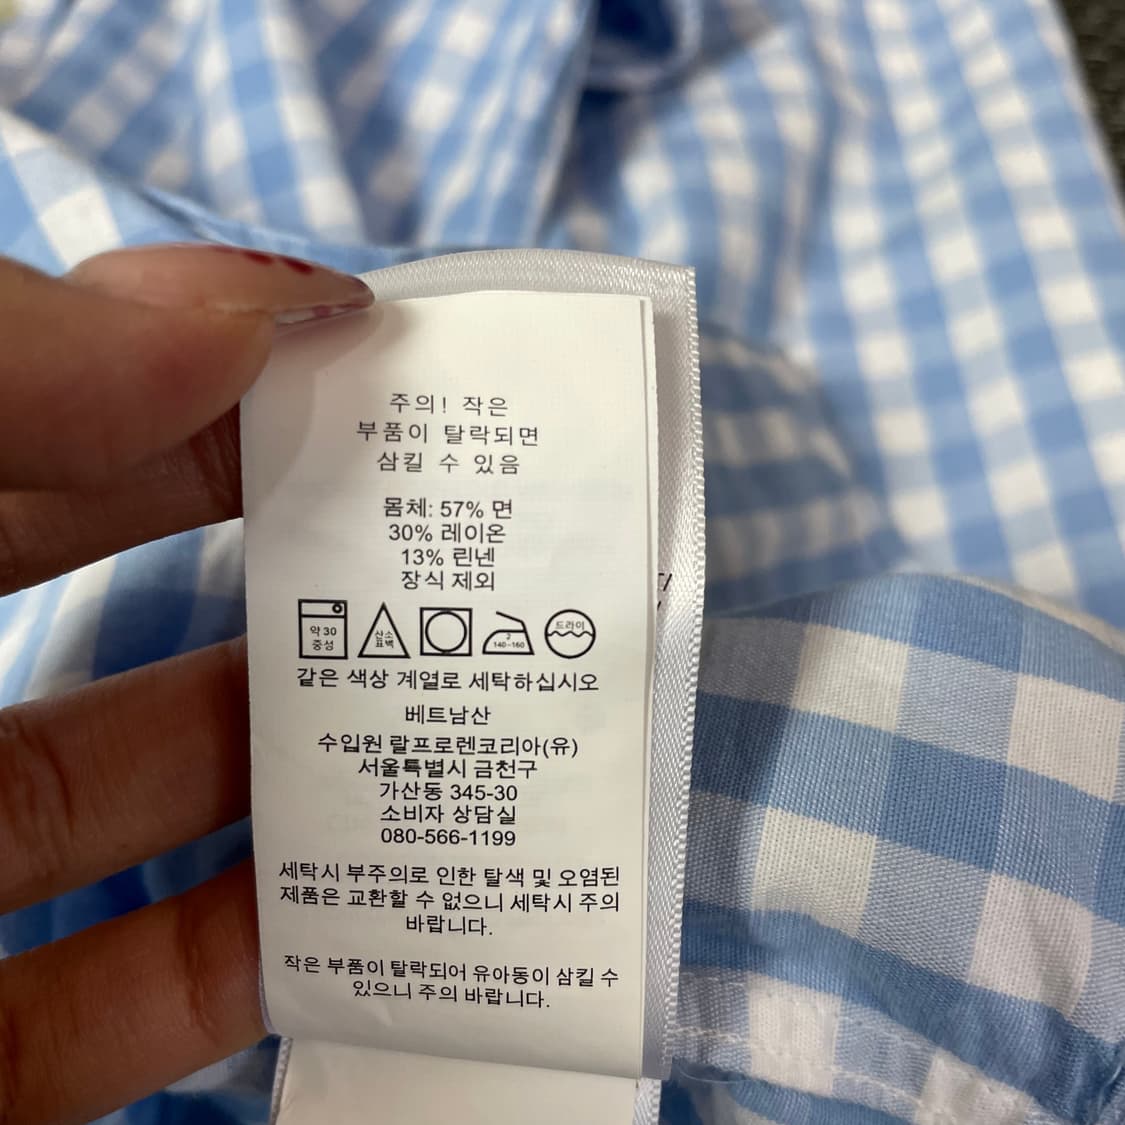 주의! 작은
부품이 탈락되면
삼킬 수 있음
몸체: 57% 면
30% 레이온
13% 린넨
장식 제외
약 30
중성
산소
표백
2
140~160
드라이
같은 색상 계열로 세탁하십시오
베트남산
수입원 랄프로렌코리아(유)
서울특별시 금천구
가산동 345-30
소비자 상담실
080-566-1199
세탁시 부주의로 인한 탈색 및 오염된
제품은 교환할 수 없으니 세탁시 주의
바랍니다.
작은 부품이 탈락되어 유아동이 삼킬 수
있으니 주의 바랍니다.